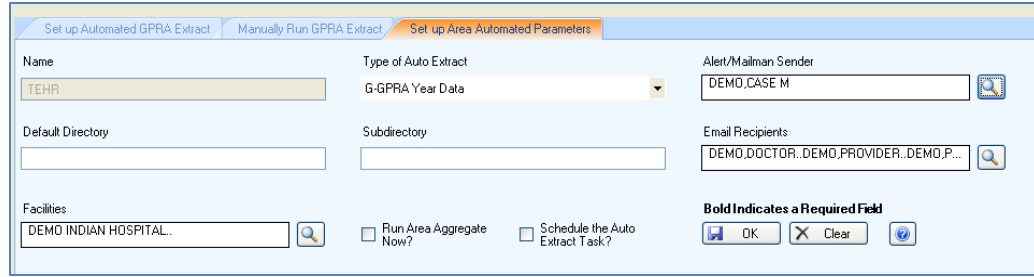 Set up Automated GPRA Extract Manually Run GPRA Extract Set up Area Automated Parameters
Name Type of Auto Extract Alert/Mailman Sender
TEHR G-GPRA Year Data DEMO,CASE M
Default Directory Subdirectory Email Recipients
DEMO,DOCTOR..DEMO,PROVIDER..DEMO,P...
Facilities Bold Indicates a Required Field
DEMO INDIAN HOSPITAL.. Run Area Aggregate Now? Schedule the Auto Extract Task? OK Clear